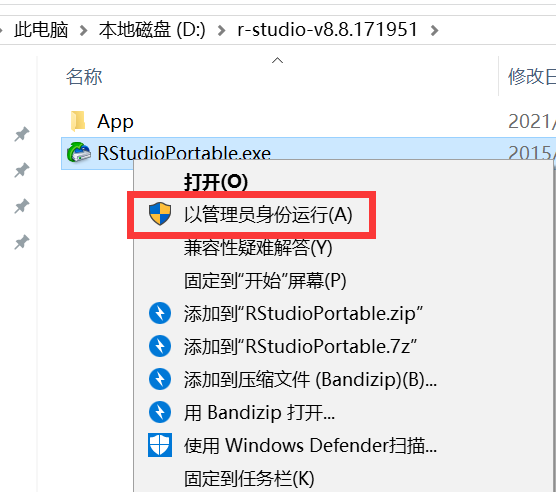 此电脑 > 本地磁盘 (D:) > r-studio-v8.8.171951 >
名称 修改日
App 2021/
RStudioPortable.exe 2015/
打开(O)
以管理员身份运行(A)
兼容性疑难解答(Y)
固定到“开始”屏幕(P)
添加到“RStudioPortable.zip”
添加到“RStudioPortable.7z”
添加到压缩文件 (Bandizip)(B)...
用 Bandizip 打开...
使用 Windows Defender扫描...
固定到任务栏(K)